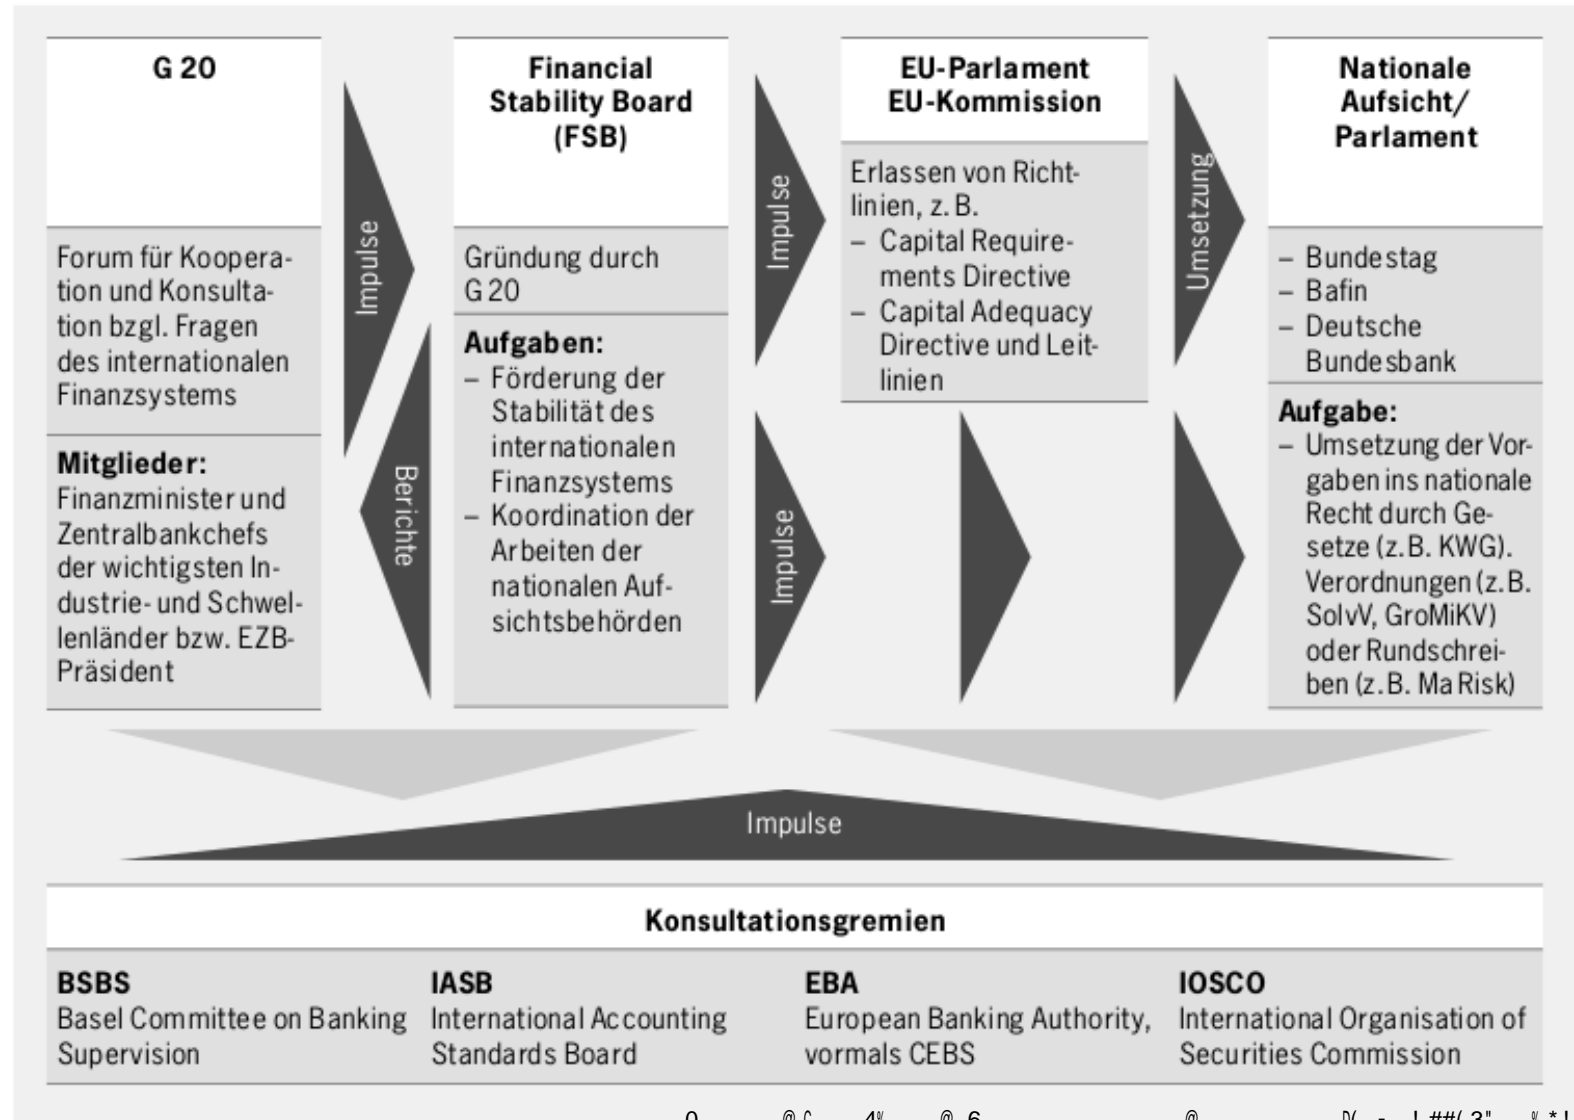 G 20
Forum für Koopera-
tion und Konsulta-
tion bzgl. Fragen
des internationalen
Finanzsystems
Mitglieder:
Finanzminister und
Zentralbankchefs
der wichtigsten In-
dustrie- und Schwel-
lenländer bzw. EZB-
Präsident
Impulse
Berichte
Financial
Stability Board
(FSB)
Gründung durch
G 20
Aufgaben:
– Förderung der
Stabilität des
internationalen
Finanzsystems
– Koordination der
Arbeiten der
nationalen Auf-
sichtsbehörden
Impulse
Impulse
EU-Parlament
EU-Kommission
Erlassen von Richt-
linien, z. B.
– Capital Require-
ments Directive
– Capital Adequacy
Directive und Leit-
linien
Umsetzung
Nationale
Aufsicht/
Parlament
– Bundestag
– Bafin
– Deutsche
Bundesbank
Aufgabe:
– Umsetzung der Vor-
gaben ins nationale
Recht durch Ge-
setze (z. B. KWG).
Verordnungen (z. B.
SolvV, GroMiKV)
oder Rundschrei-
ben (z. B. MaRisk)
Impulse
Konsultationsgremien
BSBS
Basel Committee on Banking
Supervision
IASB
International Accounting
Standards Board
EBA
European Banking Authority,
vormals CEBS
IOSCO
International Organisation of
Securities Commission